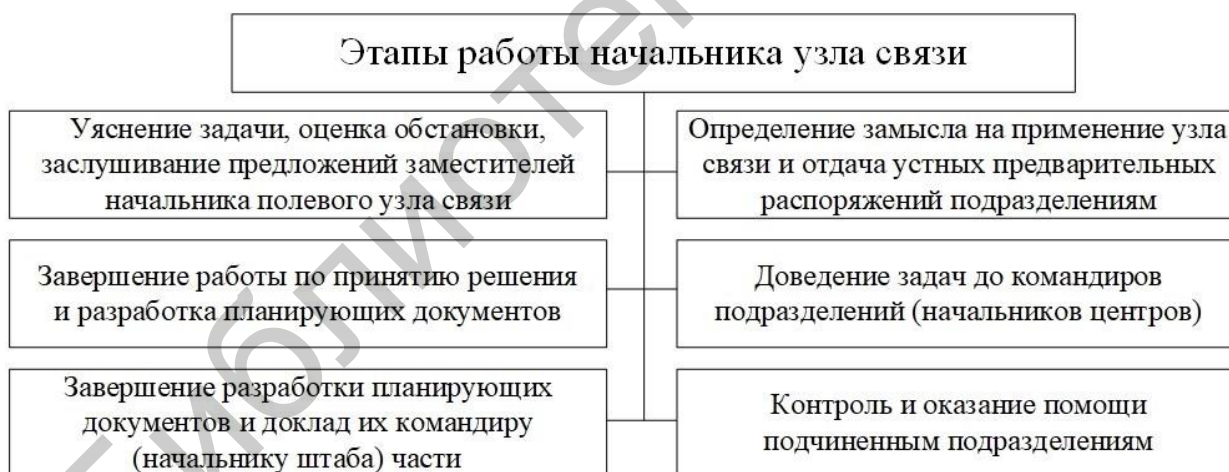 Этапы работы начальника узла связи
Уяснение задачи, оценка обстановки,
заслушивание предложений заместителей
начальника полевого узла связи
Определение замысла на применение узла
связи и отдача устных предварительных
распоряжений подразделениям
Завершение работы по принятию решения
и разработка планирующих документов
Доведение задач до командиров
подразделений (начальников центров)
Завершение разработки планирующих
документов и доклад их командиру
(начальнику штаба) части
Контроль и оказание помощи
подчиненным подразделениям